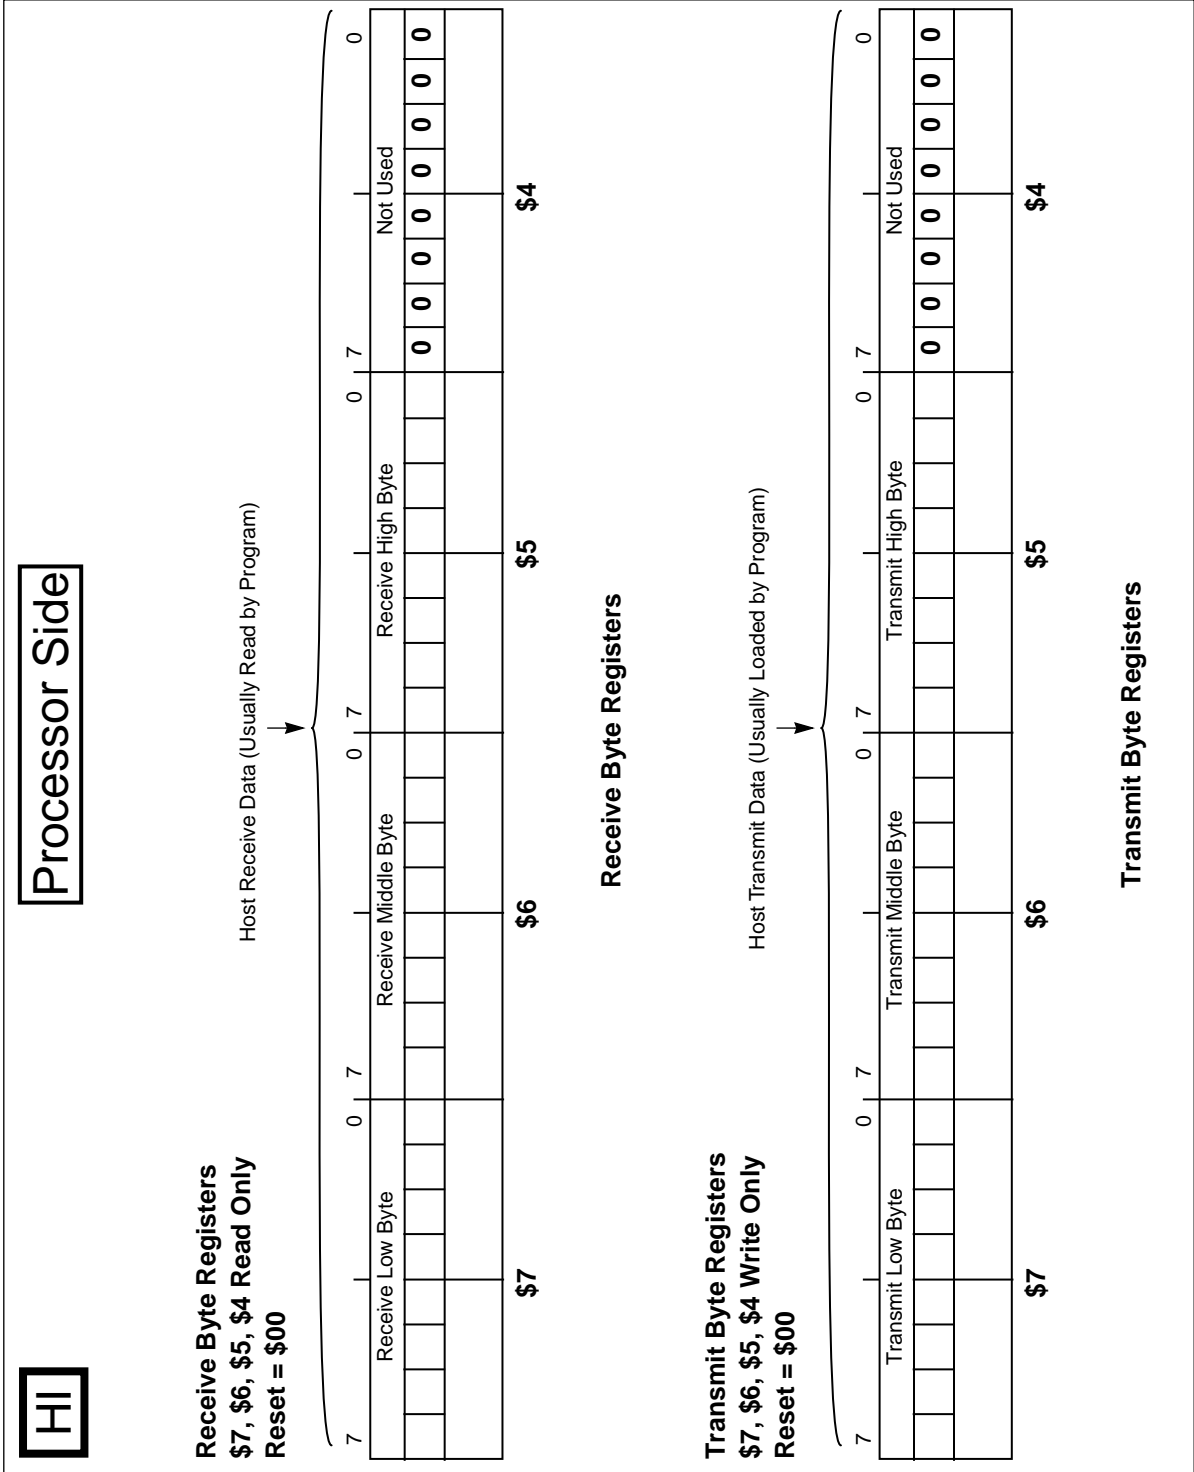 HI
Processor Side
Receive Byte Registers
$7, $6, $5, $4 Read Only
Reset = $00
Host Receive Data (Usually Read by Program)
7 0 7 0 7 0 7 0
Receive Low Byte Receive Middle Byte Receive High Byte Not Used
0 0 0 0 0 0 0 0
$7 $6 $5 $4
Receive Byte Registers
Transmit Byte Registers
$7, $6, $5, $4 Write Only
Reset = $00
Host Transmit Data (Usually Loaded by Program)
7 0 7 0 7 0 7 0
Transmit Low Byte Transmit Middle Byte Transmit High Byte Not Used
0 0 0 0 0 0 0 0
$7 $6 $5 $4
Transmit Byte Registers